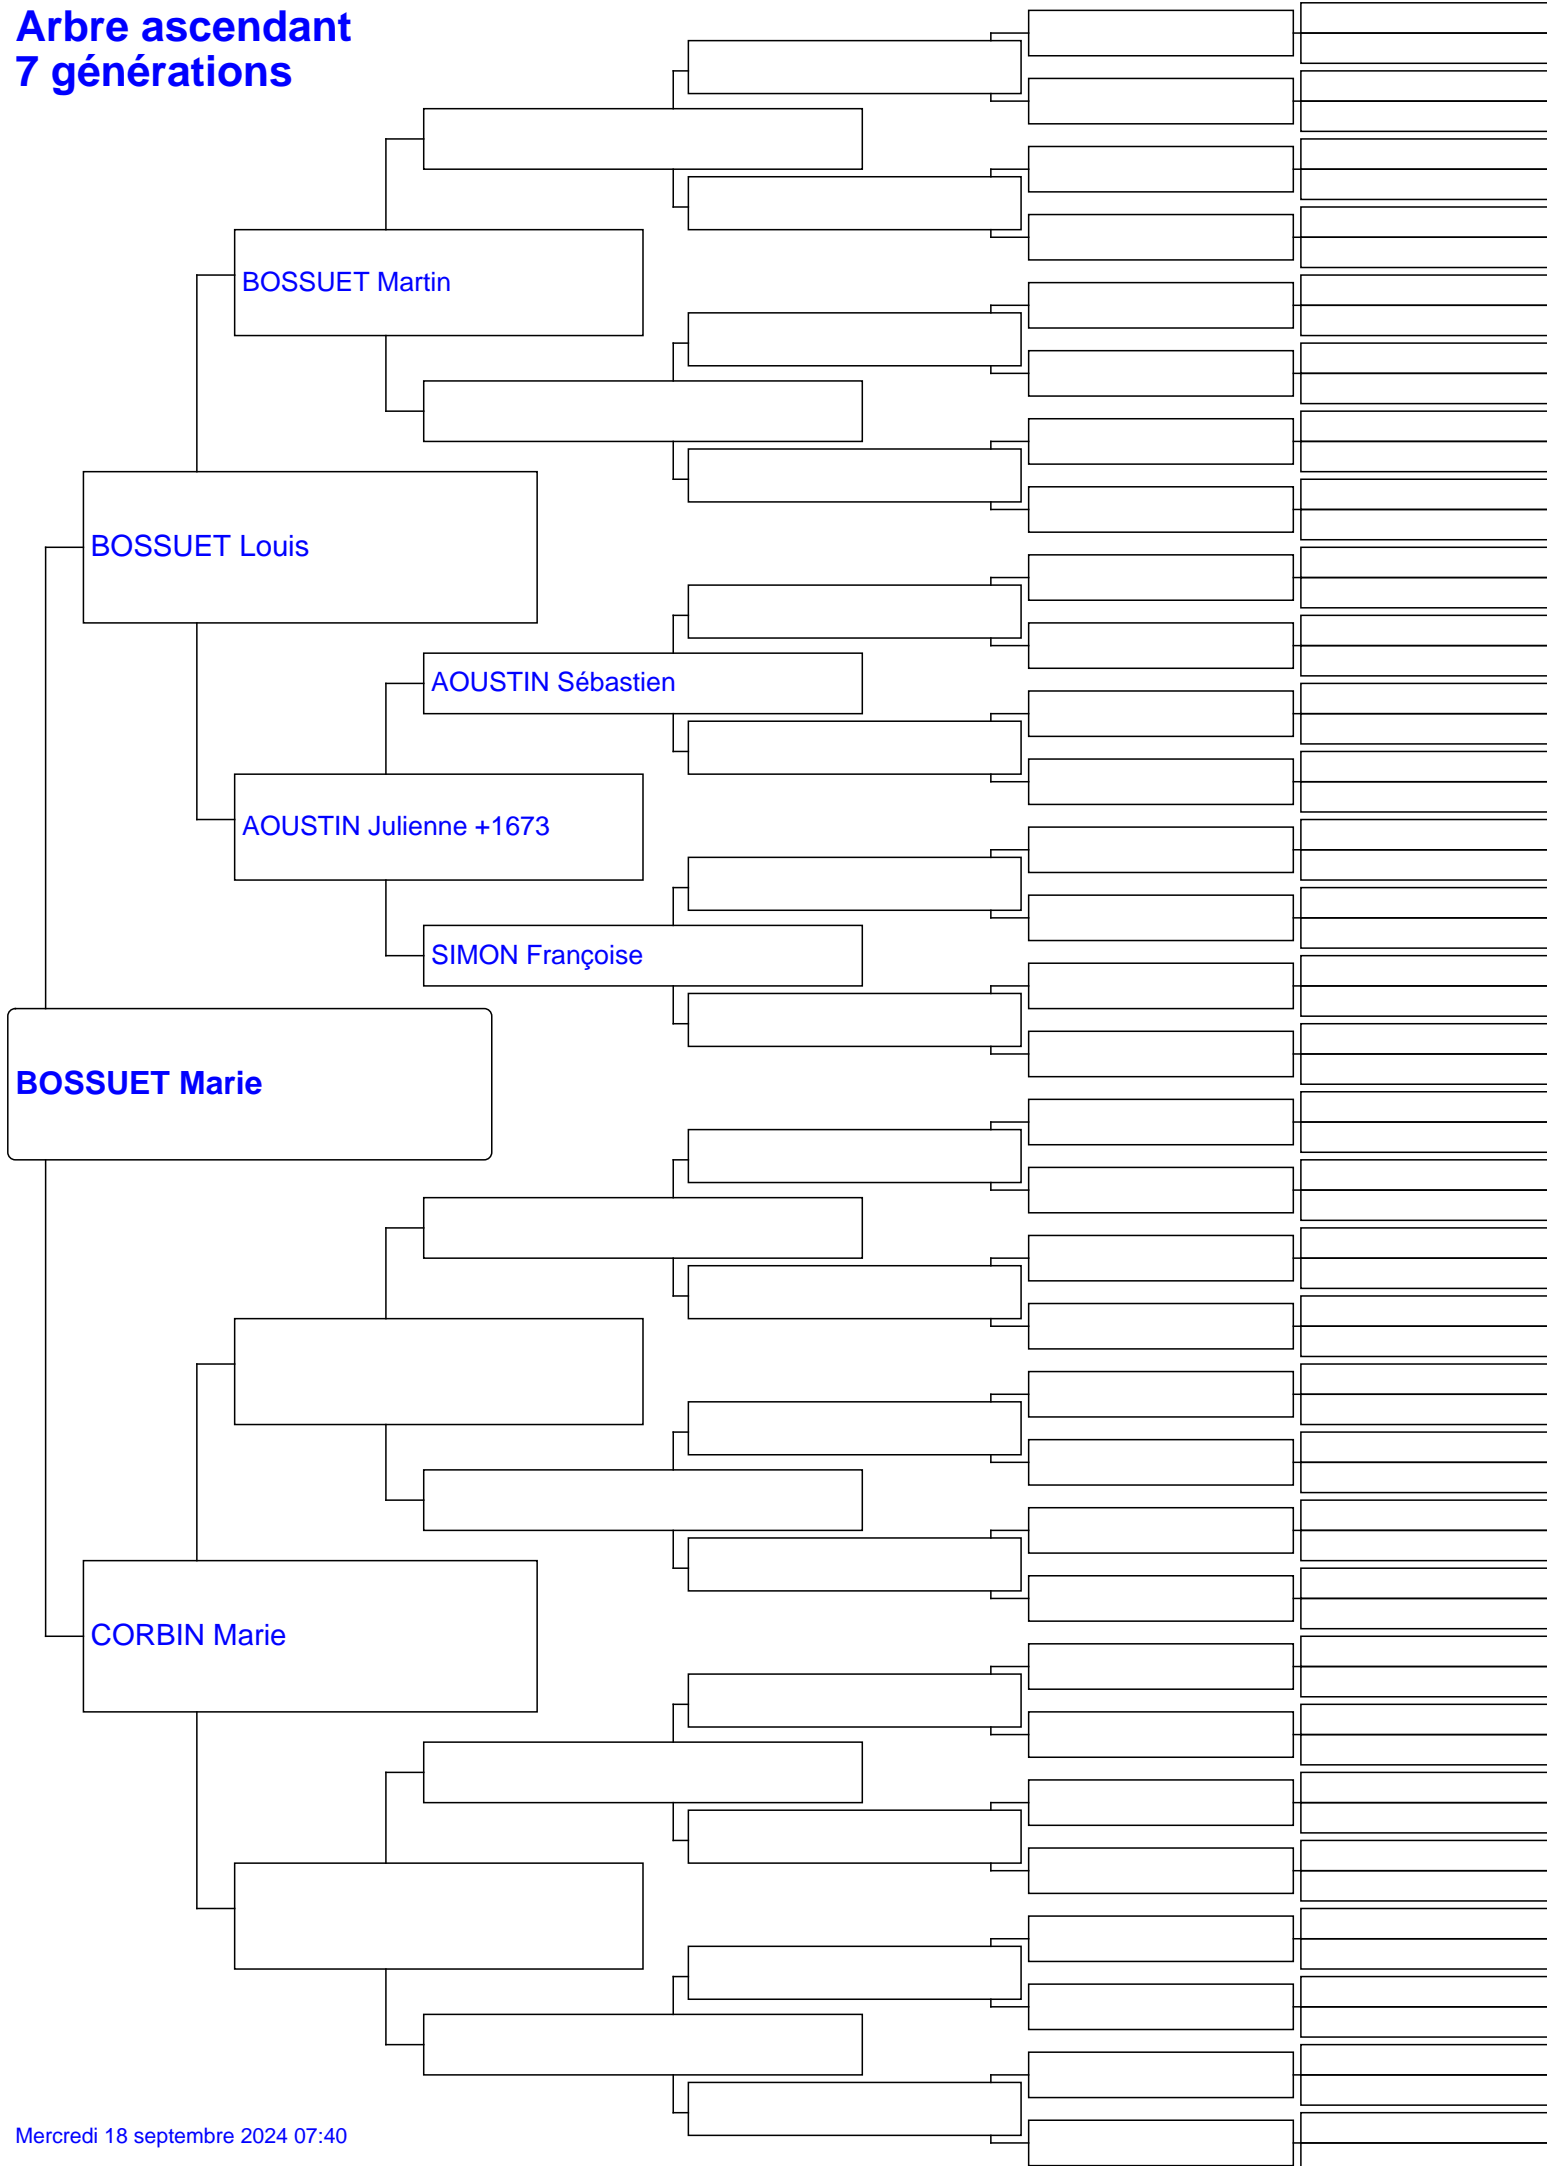 Arbre ascendant
7 générations
BOSSUET Martin
BOSSUET Louis
AOUSTIN Sébastien
AOUSTIN Julienne +1673
SIMON Françoise
BOSSUET Marie
CORBIN Marie
Mercredi 18 septembre 2024 07:40